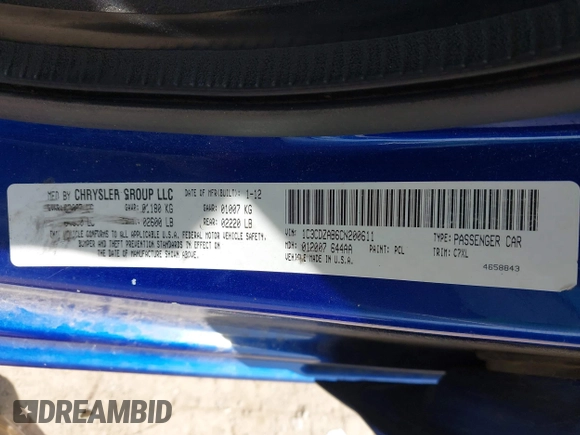 MFD BY CHRYSLER GROUP LLC DATE OF MFR(BUILT): 1-12
GAWR: 01180 KG GAWR: 01007 KG
02600 LB REAR: 02220 LB
THIS VEHICLE CONFORMS TO ALL APPLICABLE U.S.A. FEDERAL MOTOR VEHICLE SAFETY,
BUMPER AND THEFT PREVENTION STANDARDS IN EFFECT ON
THE DATE OF MANUFACTURE SHOWN ABOVE.
VIN: 1C3CDZAB6CN200611 TYPE: PASSENGER CAR
MDH: 012007 644AA PAINT: PCL TRIM: CPXL
VEHICLE MADE IN U.S.A.
4658843
DREAMBID